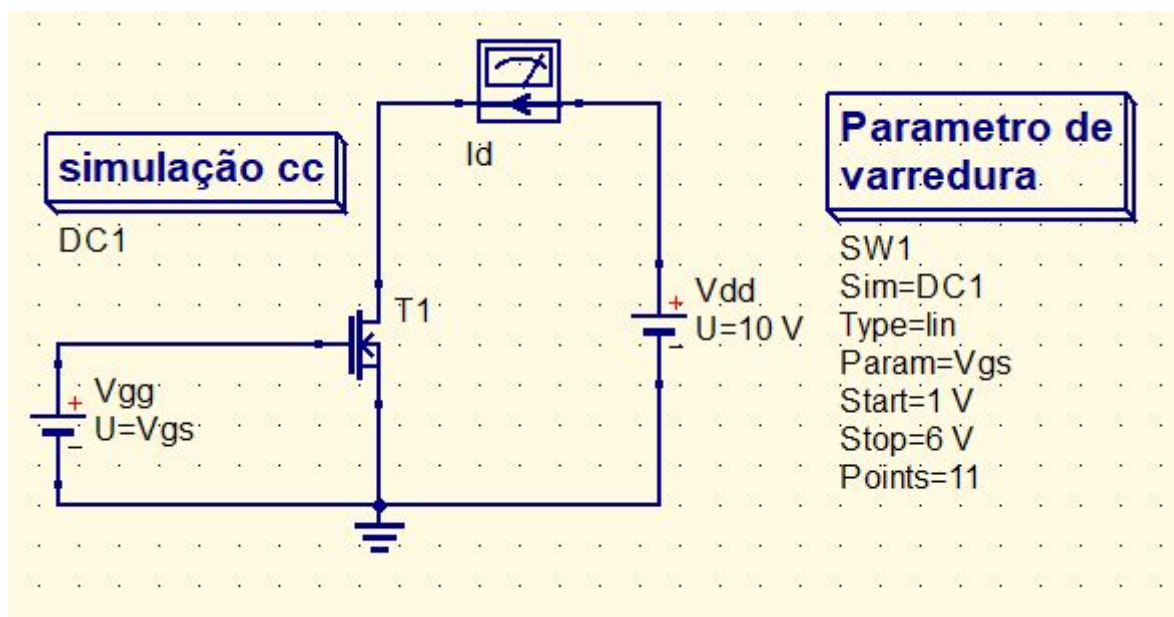 simulação cc
DC1
Id
T1
Vgg
U=Vgs
Vdd
U=10 V
Parametro de
varredura
SW1
Sim=DC1
Type=lin
Param=Vgs
Start=1 V
Stop=6 V
Points=11